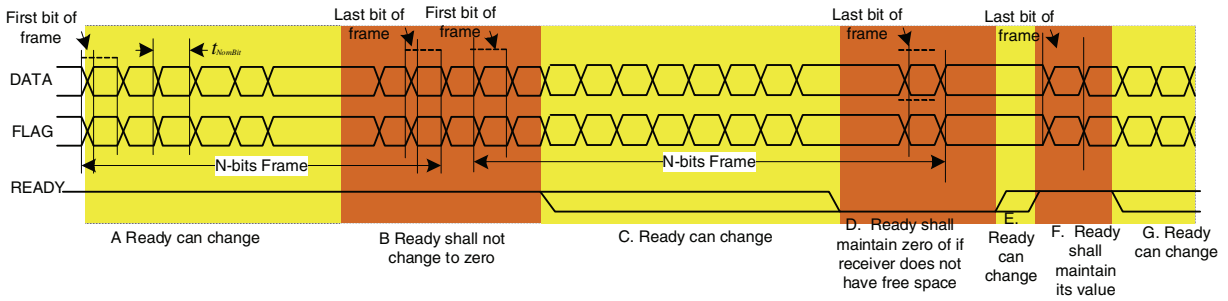 First bit of
frame
t NomBit
Last bit of
frame
First bit of
frame
Last bit of
frame
Last bit of
frame
DATA
FLAG
N-bits Frame
N-bits Frame
READY
A Ready can change
B Ready shall not
change to zero
C. Ready can change
D. Ready shall
maintain zero of if
receiver does not
have free space
E.
Ready
can
change
F. Ready
shall
maintain
its value
G. Ready
can change